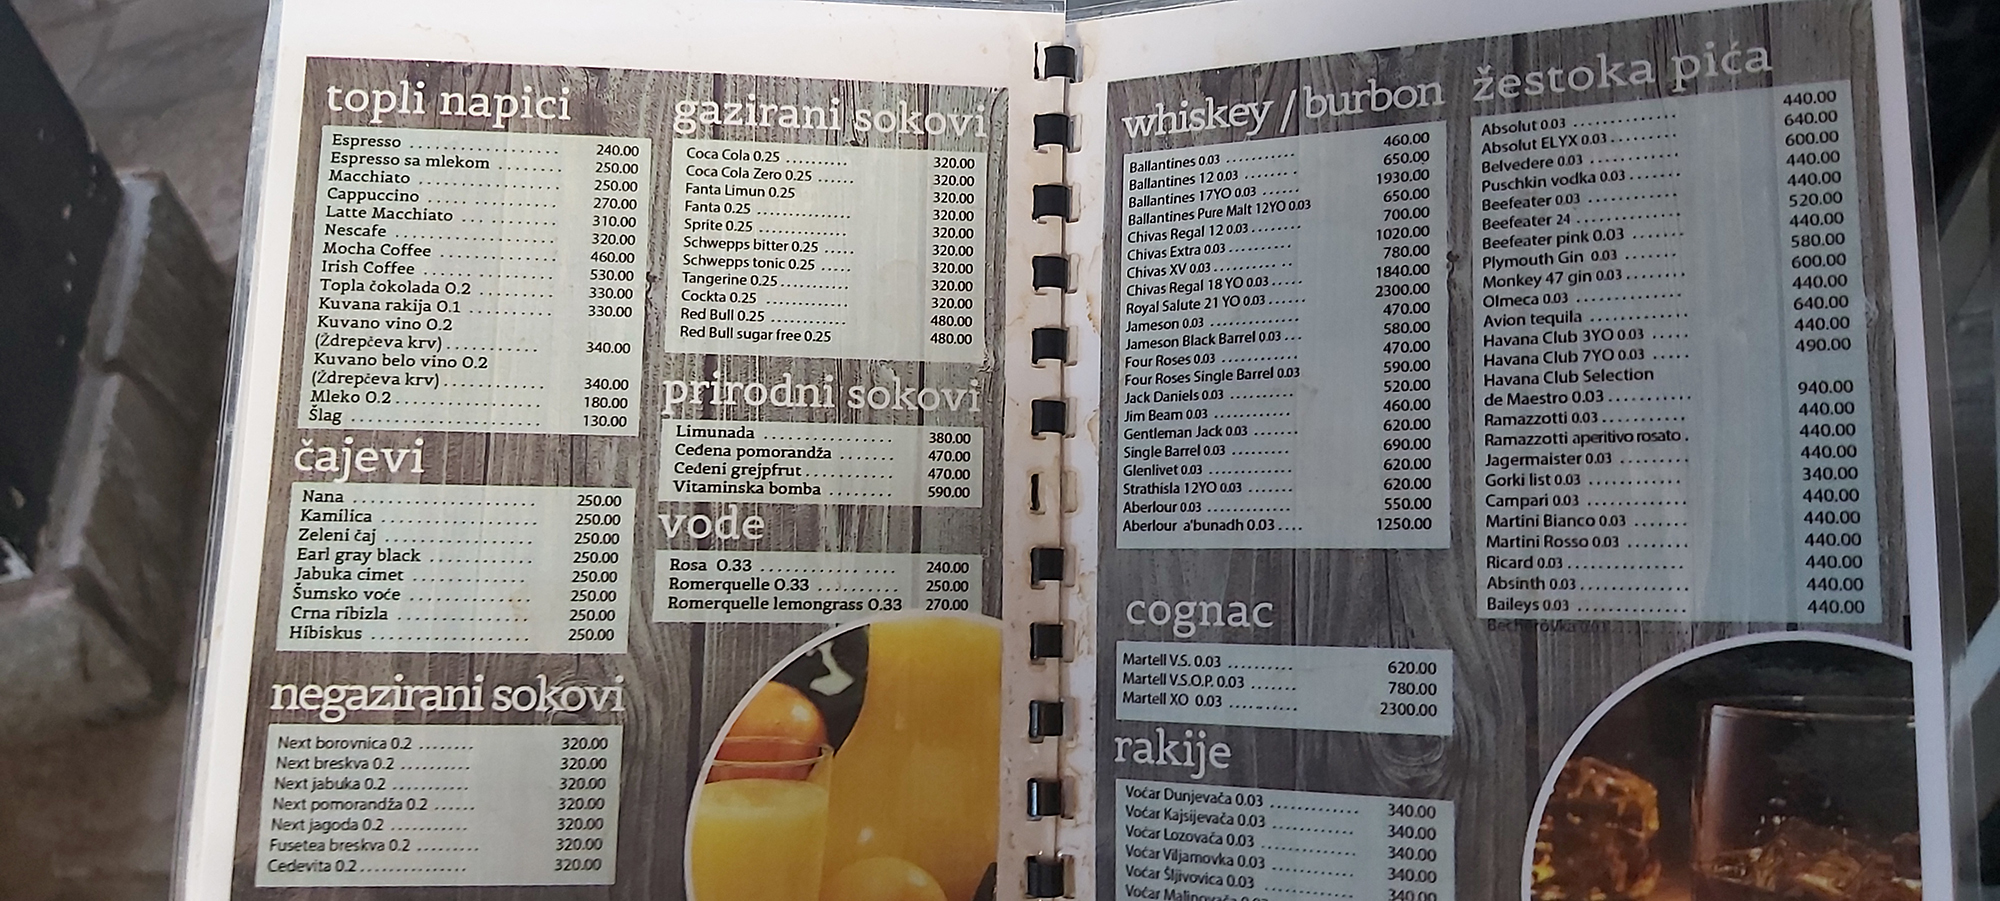 topli napici
Espresso .................... 240.00
Espresso sa mlekom 250.00
Macchiato .................... 250.00
Cappuccino .................... 270.00
Latte Macchiato .............. 310.00
Nescafe .................... 320.00
Mocha Coffee .................. 460.00
Irish Coffee .................. 530.00
Topla čokolada 0.2 ........... 330.00
Kuvana rakija 0.1 ............ 330.00
Kuvano vino 0.2
(Ždrepčeva krv) .............. 340.00
Kuvano belo vino 0.2
(Ždrepčeva krv) .............. 340.00
Mleko 0.2 .................... 180.00
Šlag .................... 130.00
čajevi
Nana .................... 250.00
Kamilica .................... 250.00
Zeleni čaj .................... 250.00
Earl gray black .............. 250.00
Jabuka cimet .................. 250.00
Šumsko voće .................. 250.00
Crna ribizla .................. 250.00
Hibiskus .................... 250.00
negazirani sokovi
Next borovnica 0.2 ........ 320.00
Next breskva 0.2 .......... 320.00
Next jabuka 0.2 ........... 320.00
Next pomorandža 0.2 ...... 320.00
Next jagoda 0.2 ........... 320.00
Fusetea breskva 0.2 ........ 320.00
Cedevita 0.2 ................ 320.00
gazirani sokovi
Coca Cola 0.25 .......... 320.00
Coca Cola Zero 0.25 ...... 320.00
Fanta Limun 0.25 320.00
Fanta 0.25 ............... 320.00
Sprite 0.25 ............... 320.00
Schwepps bitter 0.25 ..... 320.00
Schwepps tonic 0.25 ..... 320.00
Tangerine 0.25 ........... 320.00
Cockta 0.25 .............. 320.00
Red Bull 0.25 ............. 480.00
Red Bull sugar free 0.25 480.00
prirodni sokovi
Limunada .................. 380.00
Cedena pomorandža ....... 470.00
Cedeni grejpfrut ............ 470.00
Vitaminska bomba ........ 590.00
vode
Rosa 0.33 ................ 240.00
Romerquelle 0.33 .......... 250.00
Romerquelle lemongrass 0.33 270.00
whiskey / burbon
Ballantines 0.03 ........... 460.00
Ballantines 12 0.03 ........ 650.00
Ballantines 17YO 0.03 ...... 1930.00
Ballantines Pure Malt 12YO 0.03 650.00
Chivas Regal 12 0.03 ........ 700.00
Chivas Extra 0.03 ........... 1020.00
Chivas XV 0.03 .............. 780.00
Chivas Regal 18 YO 0.03 ..... 1840.00
Royal Salute 21 YO 0.03 ...... 2300.00
Jameson 0.03 .............. 470.00
Jameson Black Barrel 0.03 ... 580.00
Four Roses 0.03 ............ 470.00
Four Roses Single Barrel 0.03 590.00
Jack Daniels 0.03 .......... 520.00
Jim Beam 0.03 ............. 460.00
Gentleman Jack 0.03 ....... 620.00
Single Barrel 0.03 .......... 690.00
Glenlivet 0.03 ............. 620.00
Strathisla 12YO 0.03 ....... 620.00
Aberlour 0.03 ............. 550.00
Aberlour a'bunadh 0.03 .... 1250.00
cognac
Martell V.S. 0.03 .......... 620.00
Martell V.S.O.P. 0.03 ....... 780.00
Martell XO 0.03 .......... 2300.00
rakije
Voćar Dunjevača 0.03 ............. 340.00
Voćar Kajsijevača 0.03 ............ 340.00
Voćar Lozovača 0.03 .............. 340.00
Voćar Viljamovka 0.03 ............ 340.00
Voćar Šljivovica 0.03 ............. 340.00
Voćar Malinovača 0.03 340.00
žestoka pića
Absolut 0.03 .............. 440.00
Absolut ELYX 0.03 ......... 640.00
Belvedere 0.03 ............ 600.00
Puschkin vodka 0.03 ....... 440.00
Beefeater 0.03 ............ 440.00
Beefeater 24 .............. 520.00
Beefeater pink 0.03 ....... 440.00
Plymouth Gin 0.03 ........ 580.00
Monkey 47 gin 0.03 ........ 600.00
Olmeca 0.03 .............. 440.00
Avion tequila ............. 640.00
Havana Club 3YO 0.03 ..... 440.00
Havana Club 7YO 0.03 ..... 490.00
Havana Club Selection
de Maestro 0.03 ........... 940.00
Ramazzotti 0.03 ........... 440.00
Ramazzotti aperitivo rosato . 440.00
Jagermaister 0.03 ......... 440.00
Gorki list 0.03 ............ 340.00
Campari 0.03 ............. 440.00
Martini Bianco 0.03 ....... 440.00
Martini Rosso 0.03 ........ 440.00
Ricard 0.03 ............... 440.00
Absinth 0.03 .............. 440.00
Baileys 0.03 .............. 440.00
Becherovka 0.01